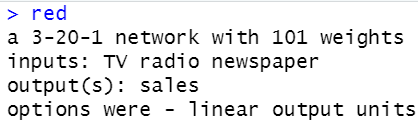 > red
a 3-20-1 network with 101 weights
inputs: TV radio newspaper
output(s): sales
options were - linear output units